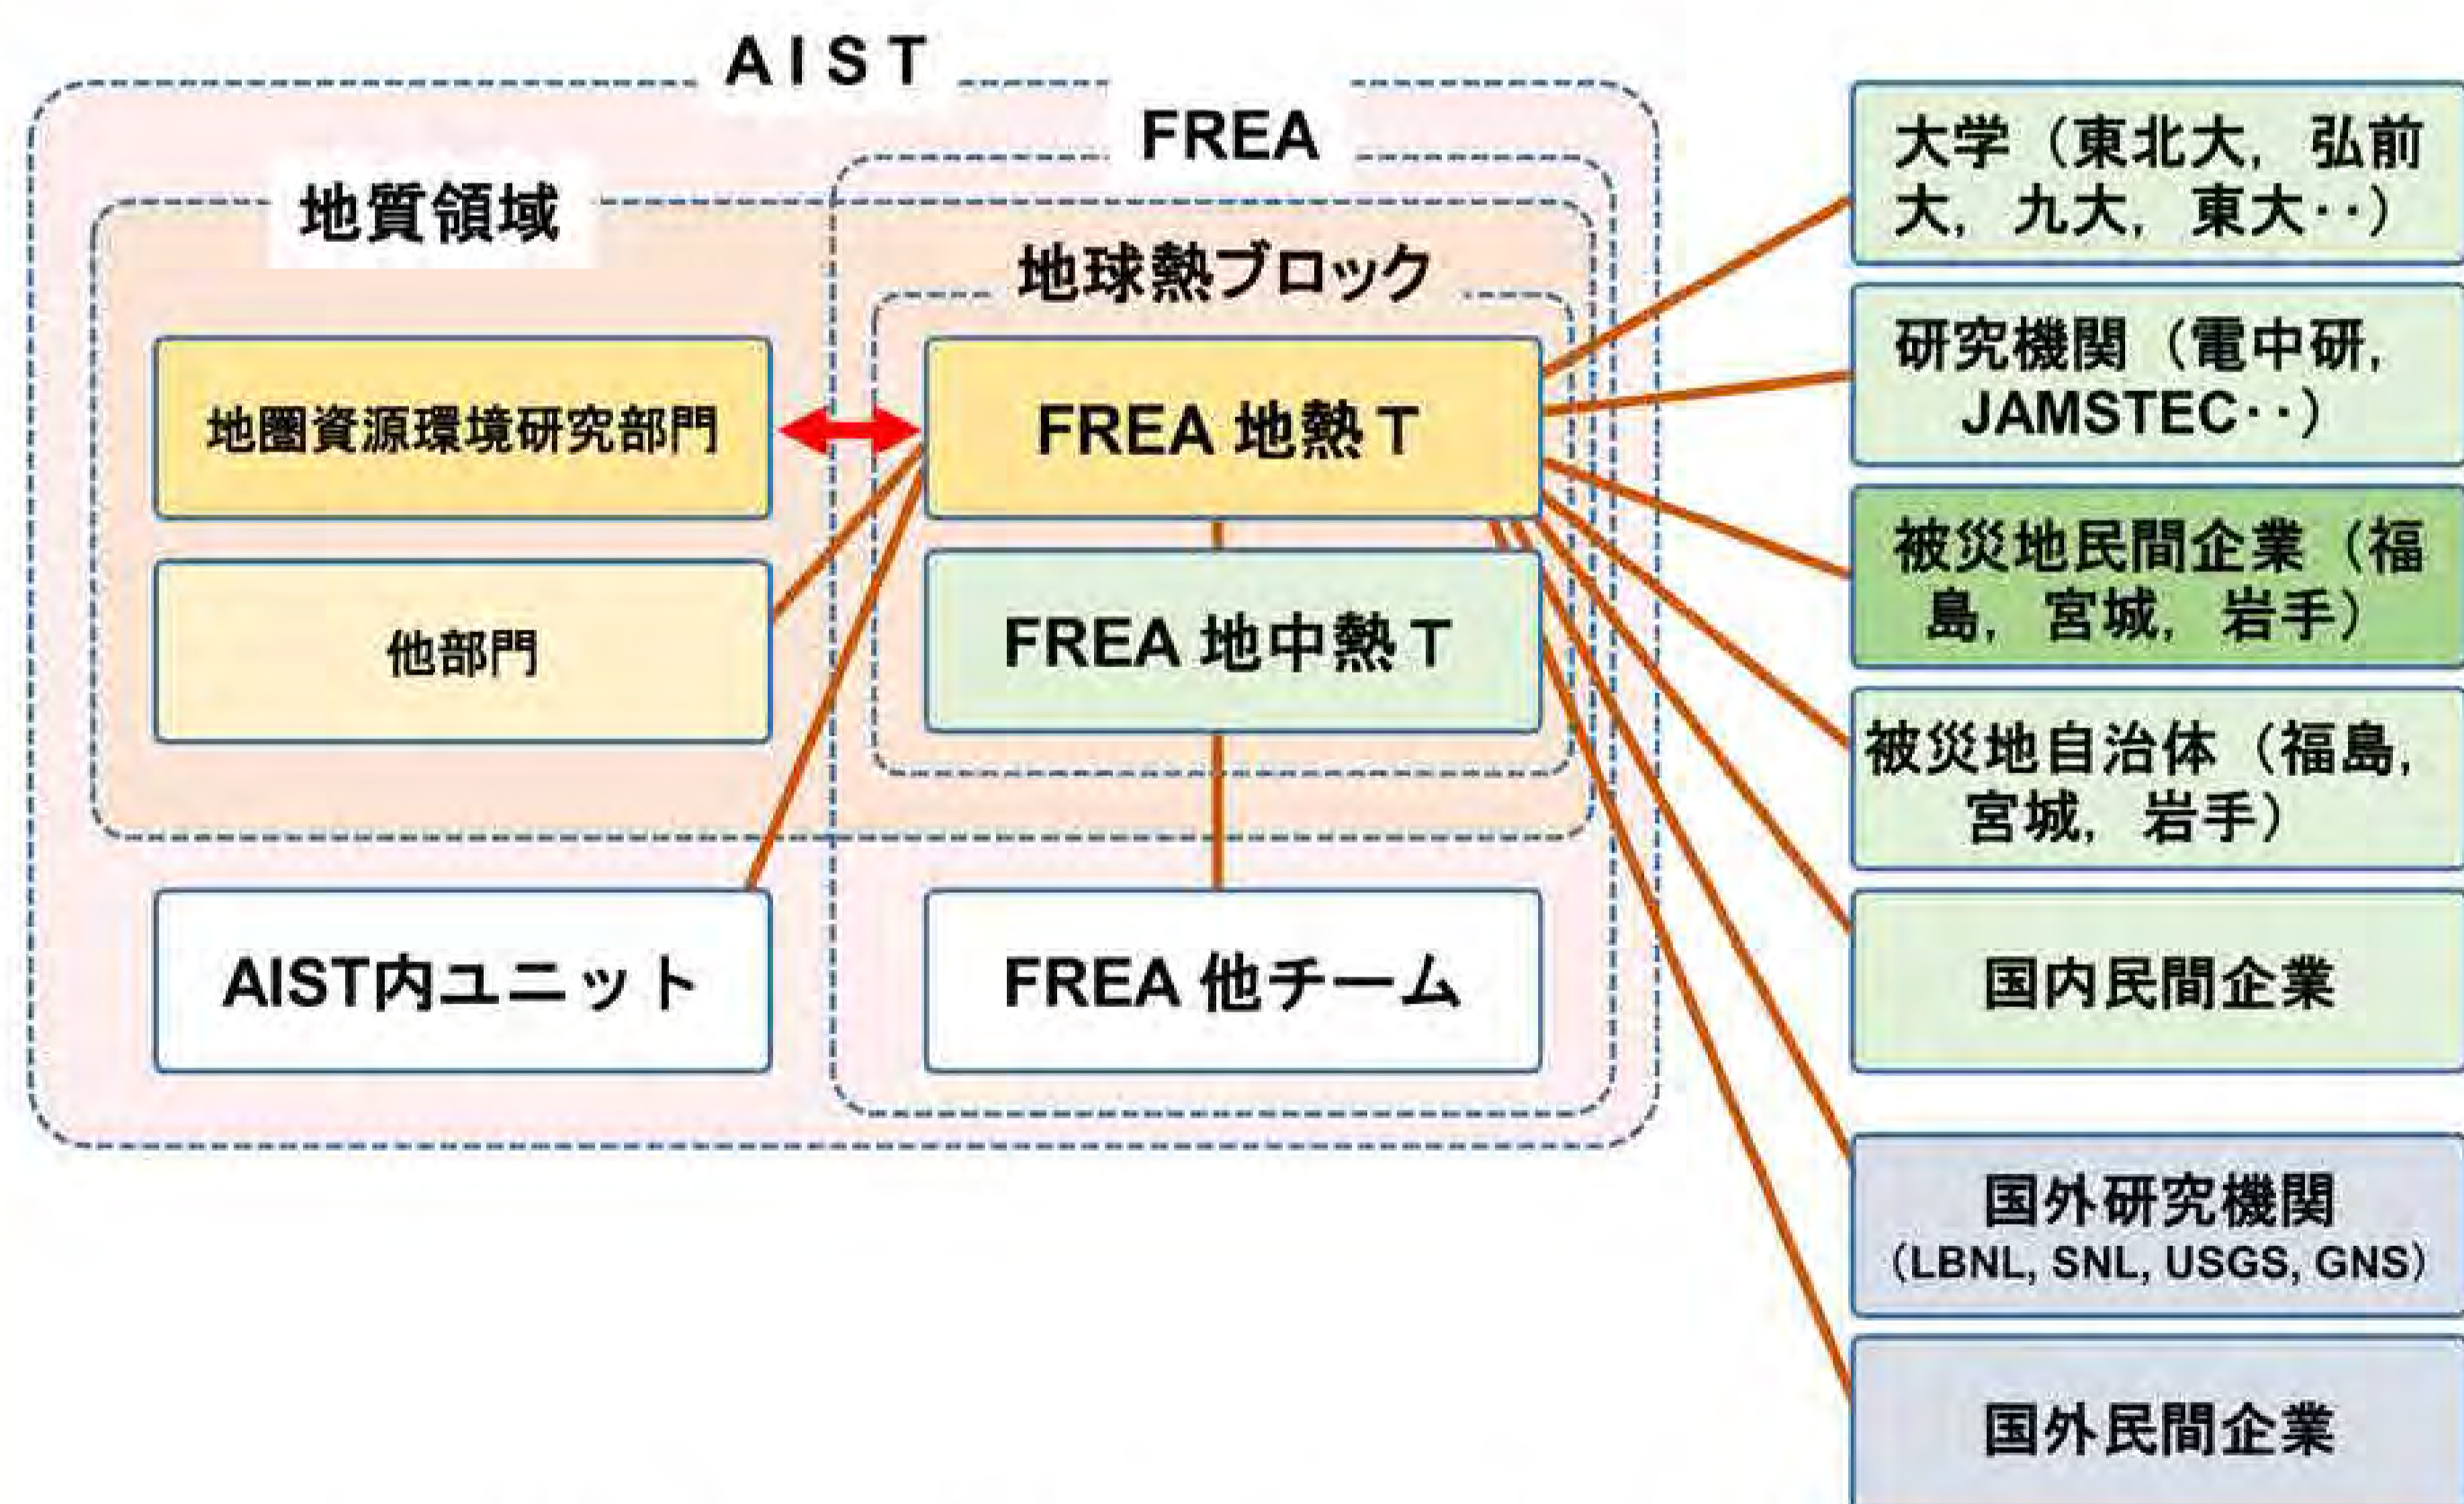 AIST
FREA
地質領域
地球熱ブロック
地圏資源環境研究部門
FREA 地熱T
他部門
FREA 地中熱T
AIST内ユニット
FREA 他チーム
大学（東北大，弘前
大，九大，東大‥）
研究機関（電中研，
JAMSTEC‥）
被災地民間企業（福
島，宮城，岩手）
被災地自治体（福島，
宮城，岩手）
国内民間企業
国外研究機関
（LBNL, SNL, USGS, GNS）
国外民間企業